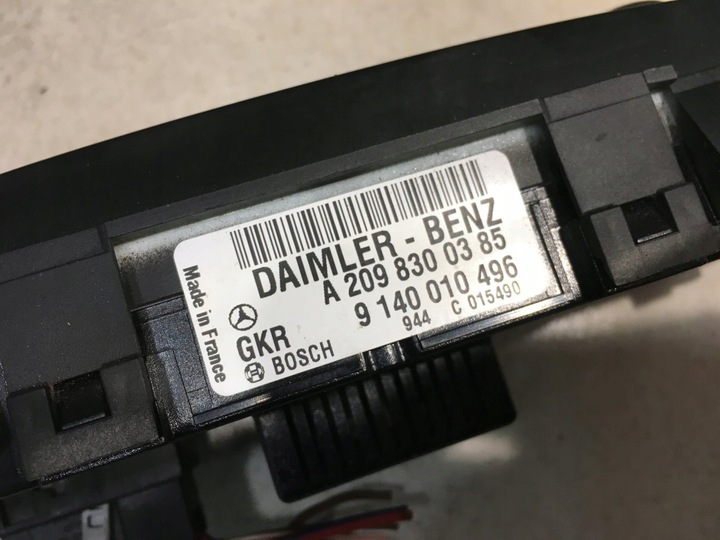 DAIMLER - BENZ
A 209 830 03 85
9 140 010 496
944 C 015490
GKR
BOSCH
Made in France